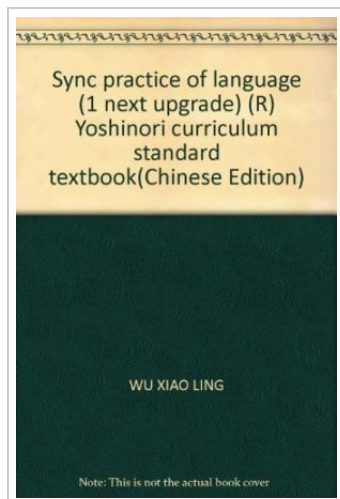 Sync practice of language
(1 next upgrade) (R)
Yoshinori curriculum
standard
textbook(Chinese Edition)
WU XIAO LING
Note: This is not the actual book cover